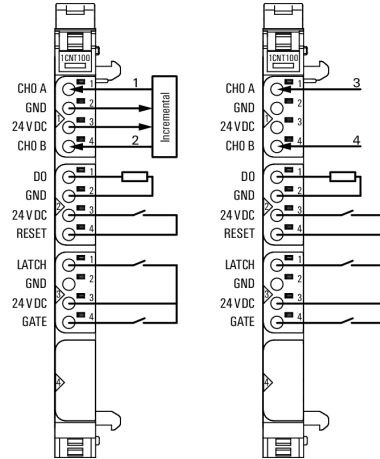 1CNT100
CH0 A 1 1
GND 2
24 V DC 1 3
CH0 B 4 2
Incremental
DO 1
GND 2
24 V DC 2 3
RESET 4
LATCH 1
GND 2
24 V DC 3 3
GATE 4
4
1CNT100
CH0 A 1 3
GND 2
24 V DC 1 3
CH0 B 4 4
DO 1
GND 2
24 V DC 2 3
RESET 4
LATCH 1
GND 2
24 V DC 3 3
GATE 4
4